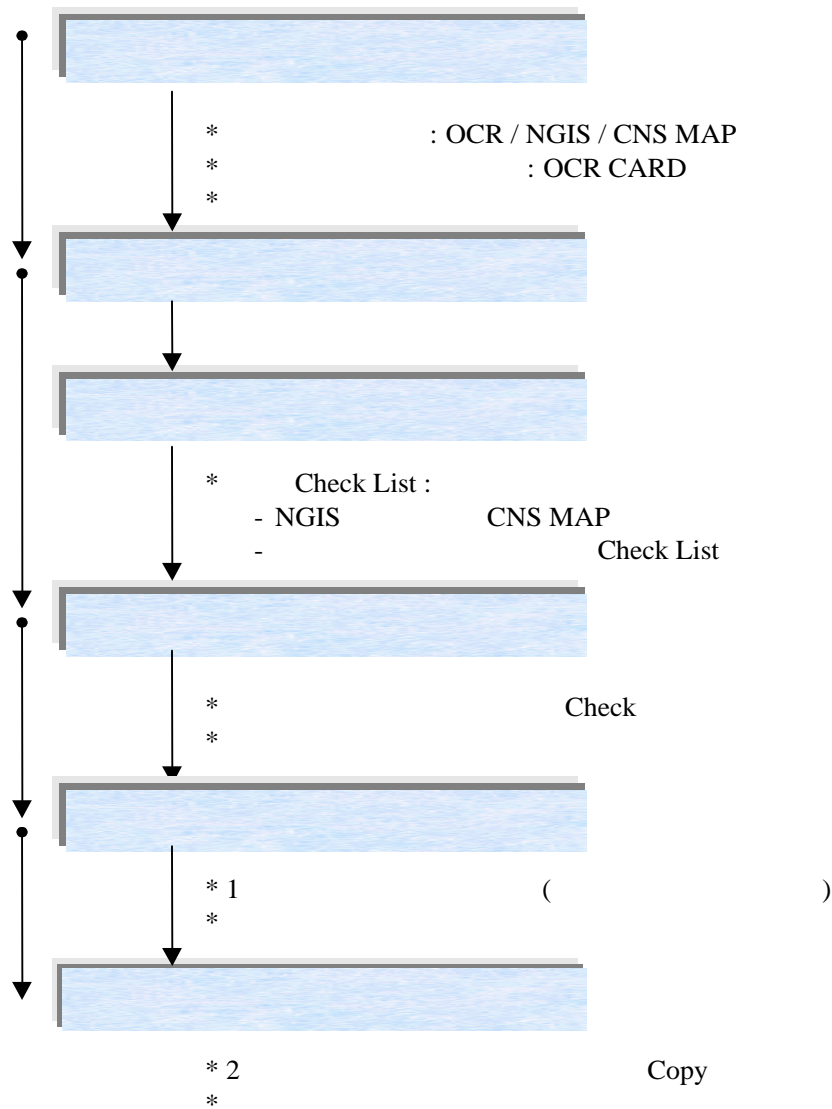 * : OCR / NGIS / CNS MAP
* : OCR CARD
*
* Check List :
- NGIS CNS MAP
- Check List
* Check
*
* 1 ( )
*
* 2 Copy
*